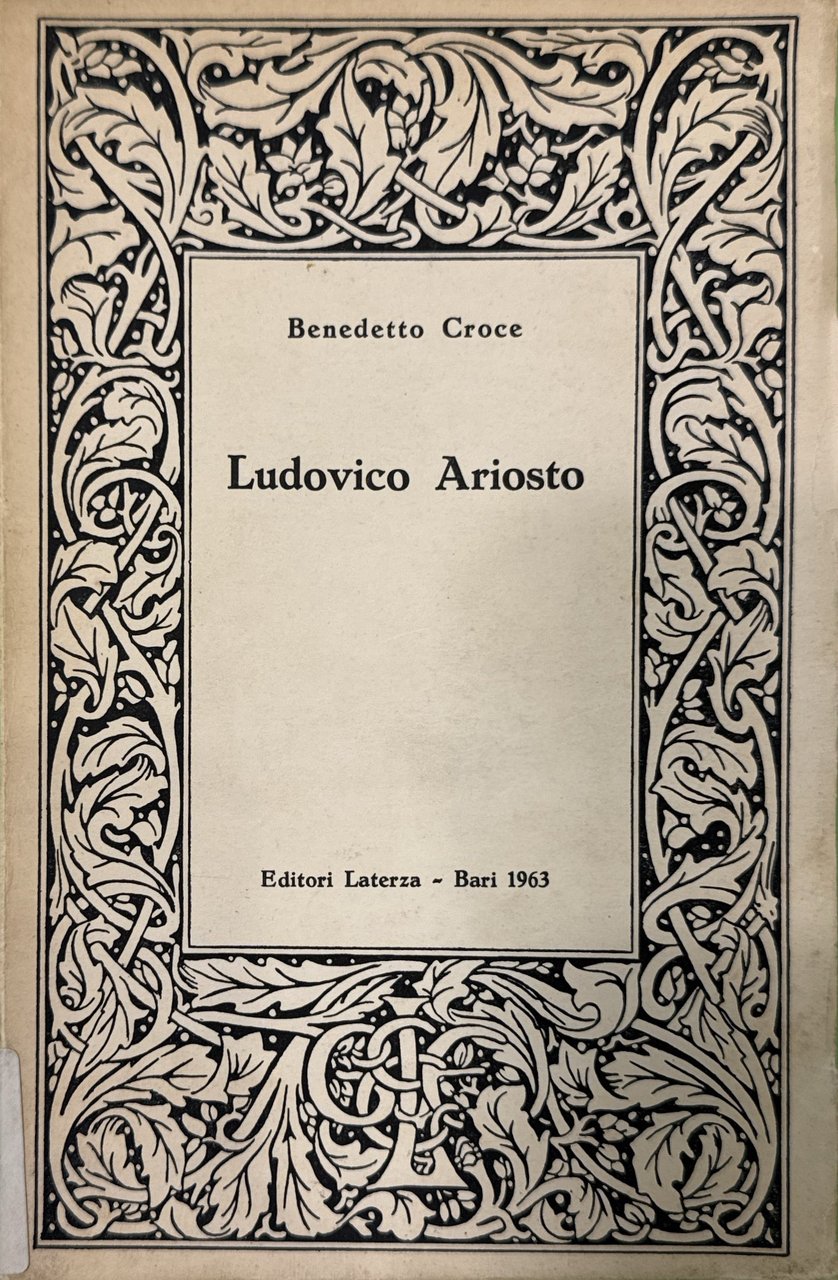 Benedetto Croce
Ludovico Ariosto
Editori Laterza - Bari 1963